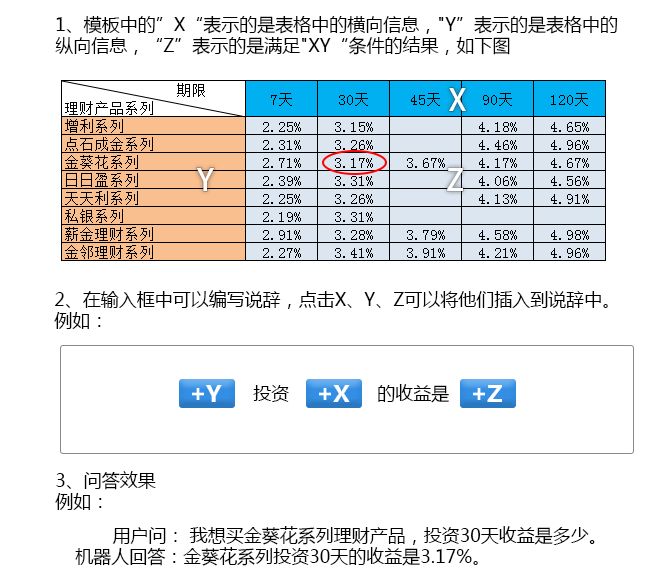 1、模板中的”X“表示的是表格中的横向信息，"Y”表示的是表格中的
纵向信息，“Z”表示的是满足"XY“条件的结果，如下图
期限
理财产品系列 7天 30天 45天 X 90天 120天
增利系列 2.25% 3.15% 4.18% 4.65%
点石成金系列 2.31% 3.26% 4.46% 4.96%
金葵花系列 2.71% 3.17% 3.67% 4.17% 4.67%
日日盈系列 Y 2.39% 3.31% Z 4.06% 4.56%
天天利系列 2.25% 3.26% 4.13% 4.91%
私银系列 2.19% 3.31%
薪金理财系列 2.91% 3.28% 3.79% 4.58% 4.98%
金邻理财系列 2.27% 3.41% 3.91% 4.21% 4.96%
2、在输入框中可以编写说辞，点击X、Y、Z可以将他们插入到说辞中。
例如：
+Y 投资 +X 的收益是 +Z
3、问答效果
例如：
用户问： 我想买金葵花系列理财产品，投资30天收益是多少。
机器人回答：金葵花系列投资30天的收益是3.17%。